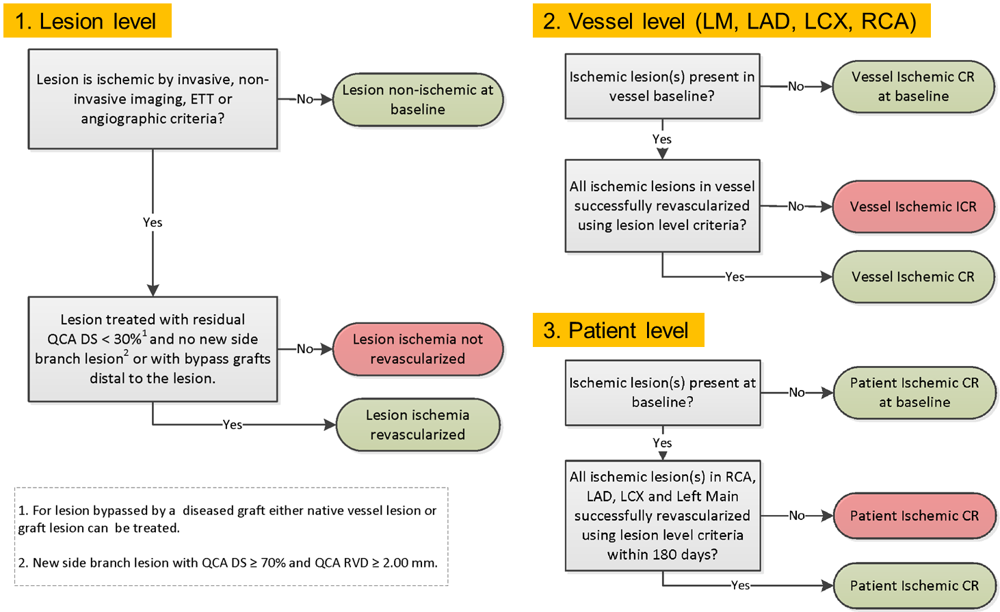 1. Lesion level
Lesion is ischemic by invasive, non-
invasive imaging, ETT or
angiographic criteria?
No
Lesion non-ischemic at
baseline
Yes
Lesion treated with residual
QCA DS < 30%1 and no new side
branch lesion2 or with bypass grafts
distal to the lesion.
No
Lesion ischemia not
revascularized
Yes
Lesion ischemia
revascularized
1. For lesion bypassed by a diseased graft either native vessel lesion or
graft lesion can be treated.
2. New side branch lesion with QCA DS ≥ 70% and QCA RVD ≥ 2.00 mm.
2. Vessel level (LM, LAD, LCX, RCA)
Ischemic lesion(s) present in
vessel baseline?
No
Vessel Ischemic CR
at baseline
Yes
All ischemic lesions in vessel
successfully revascularized
using lesion level criteria?
No
Vessel Ischemic ICR
Yes
Vessel Ischemic CR
3. Patient level
Ischemic lesion(s) present at
baseline?
No
Patient Ischemic CR
at baseline
Yes
All ischemic lesion(s) in RCA,
LAD, LCX and Left Main
successfully revascularized
using lesion level criteria
within 180 days?
No
Patient Ischemic CR
Yes
Patient Ischemic CR